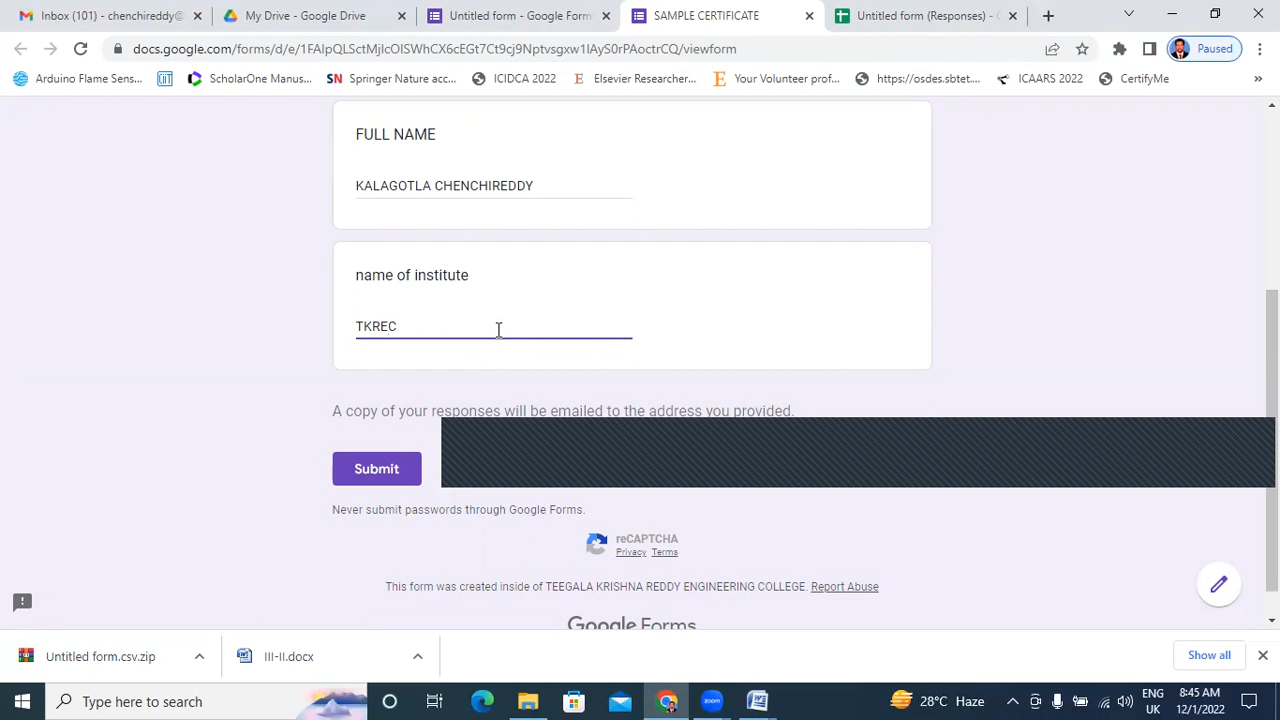 Inbox (101) - chenchireddy@
My Drive - Google Drive
Untitled form - Google Form
SAMPLE CERTIFICATE
Untitled form (Responses) - G
docs.google.com/forms/d/e/1FAIpQLSctMjIcOISWhCX6cEGt7Ct9cj9Nptvsgxw1lAyS0rPAoctrCQ/viewform
Paused
Arduino Flame Sens...
ScholarOne Manus...
SN Springer Nature acc...
ICIDCA 2022
E Elsevier Researcher...
E Your Volunteer prof...
https://osdes.sbtet....
ICAARS 2022
CertifyMe
»
FULL NAME
KALAGOTLA CHENCHIREDDY
name of institute
TKREC
A copy of your responses will be emailed to the address you provided.
Submit
Never submit passwords through Google Forms.
reCAPTCHA
Privacy Terms
This form was created inside of TEEGALA KRISHNA REDDY ENGINEERING COLLEGE. Report Abuse
Google Forms
Untitled form.csv.zip
III-II.docx
Show all
Type here to search
zoom
28°C Haze
ENG
UK
8:45 AM
12/1/2022